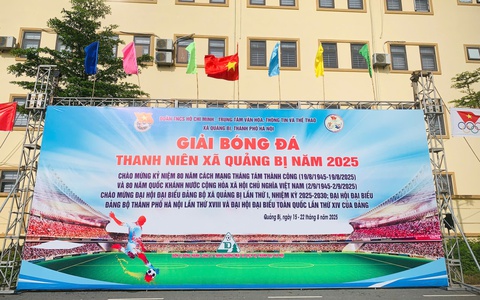 ĐOÀN TNCS HỒ CHÍ MINH - TRUNG TÂM VĂN HÓA THÔNG TIN VÀ THỂ THAO
XÃ QUẢNG BỊ, THÀNH PHỐ HÀ NỘI
GIẢI BÓNG ĐÁ
THANH NIÊN XÃ QUẢNG BỊ NĂM 2025
CHÀO MỪNG KỶ NIỆM 80 NĂM CÁCH MẠNG THÁNG TÁM THÀNH CÔNG (19/8/1945-19/8/2025)
VÀ 80 NĂM QUỐC KHÁNH NƯỚC CỘNG HÒA XÃ HỘI CHỦ NGHĨA VIỆT NAM (2/9/1945-2/9/2025)
CHÀO MỪNG ĐẠI HỘI ĐẠI BIỂU ĐẢNG BỘ XÃ QUẢNG BỊ LẦN THỨ I, NHIỆM KỲ 2025-2030; ĐẠI HỘI ĐẠI BIỂU
ĐẢNG BỘ THÀNH PHỐ HÀ NỘI LẦN THỨ XVIII VÀ ĐẠI HỘI ĐẠI BIỂU TOÀN QUỐC LẦN THỨ XIV CỦA ĐẢNG
Quảng Bị, ngày 15 - 22 tháng 8 năm 2025